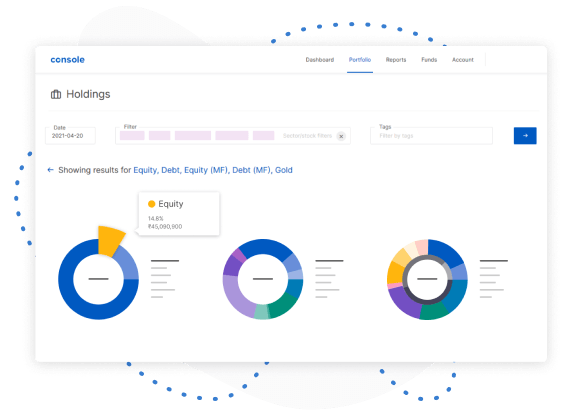 console
Dashboard Portfolio Reports Funds Account
Holdings
Date Filter Tags
2021-04-20 Filter by tags
← Showing results for Equity, Debt, Equity (MF), Debt (MF), Gold
Equity
14.6%
₹45,090,900